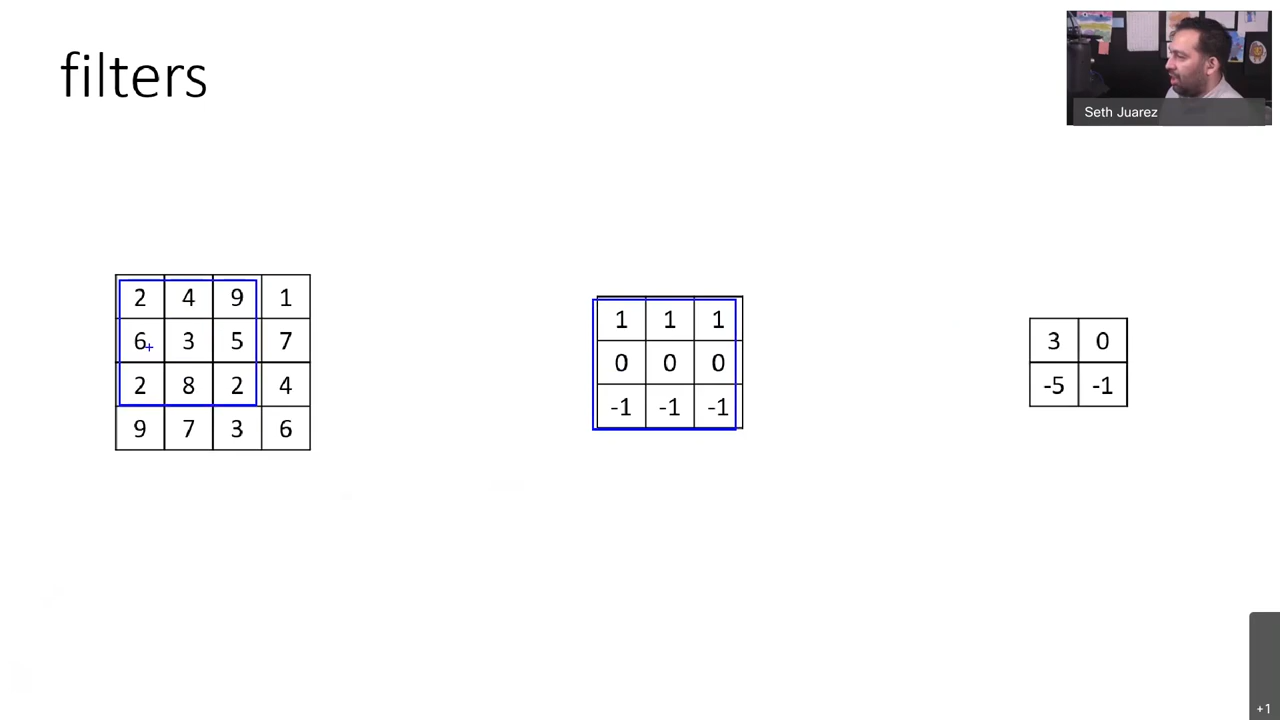 filters
Seth Juarez
2 4 9 1
6 3 5 7
2 8 2 4
9 7 3 6
1 1 1
0 0 0
-1 -1 -1
3 0
-5 -1
+1